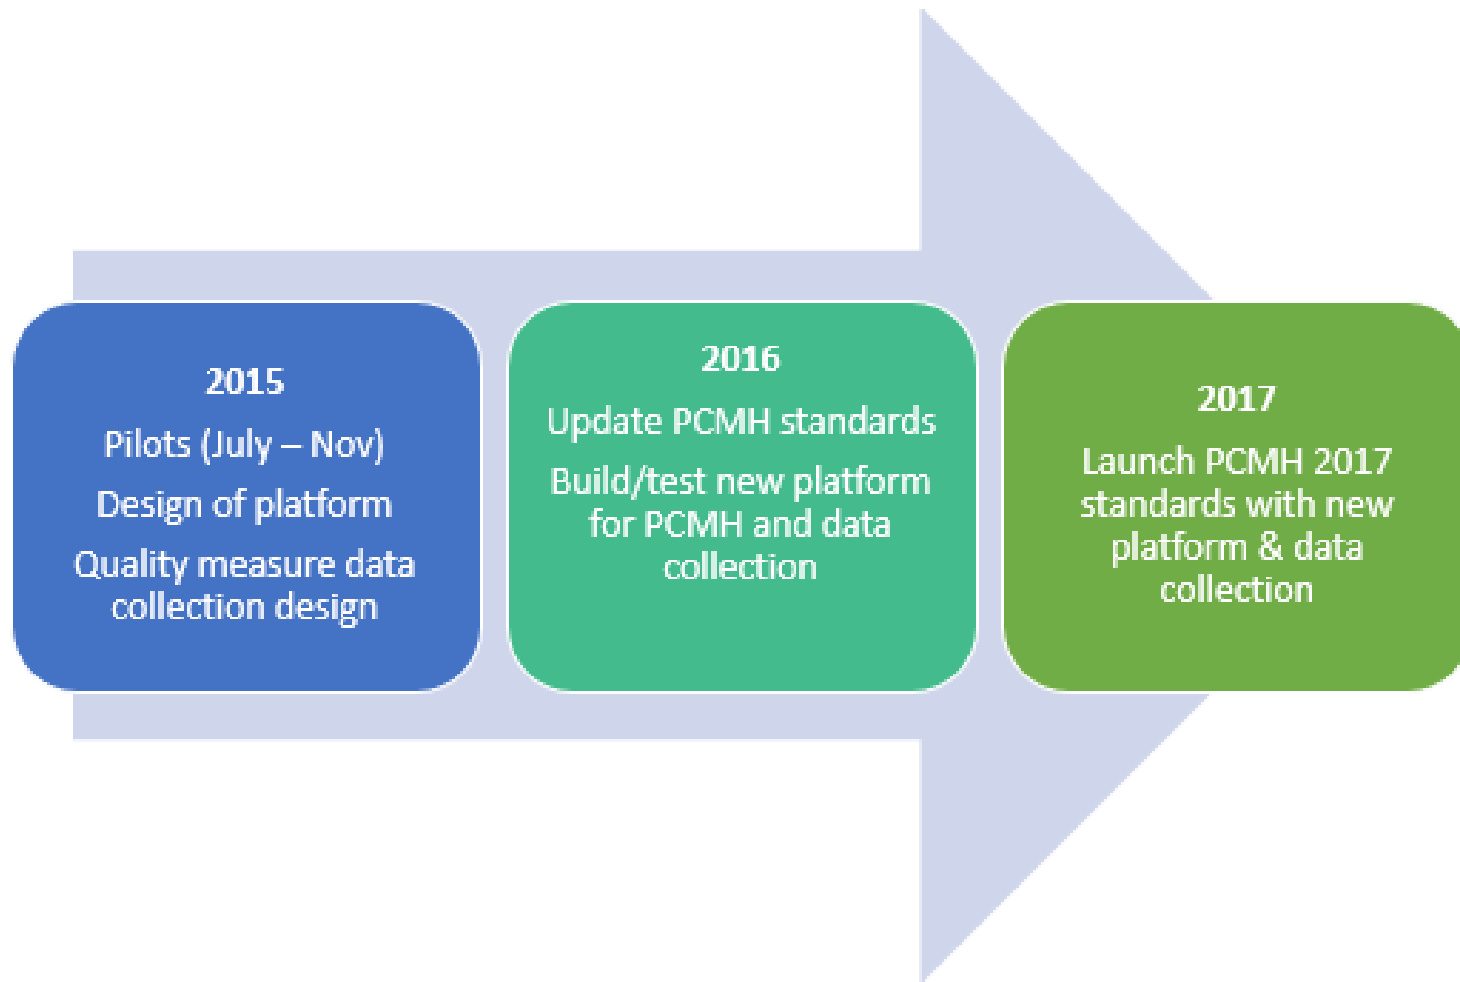 2015
Pilots (July – Nov)
Design of platform
Quality measure data
collection design
2016
Update PCMH standards
Build/test new platform
for PCMH and data
collection
2017
Launch PCMH 2017
standards with new
platform & data
collection